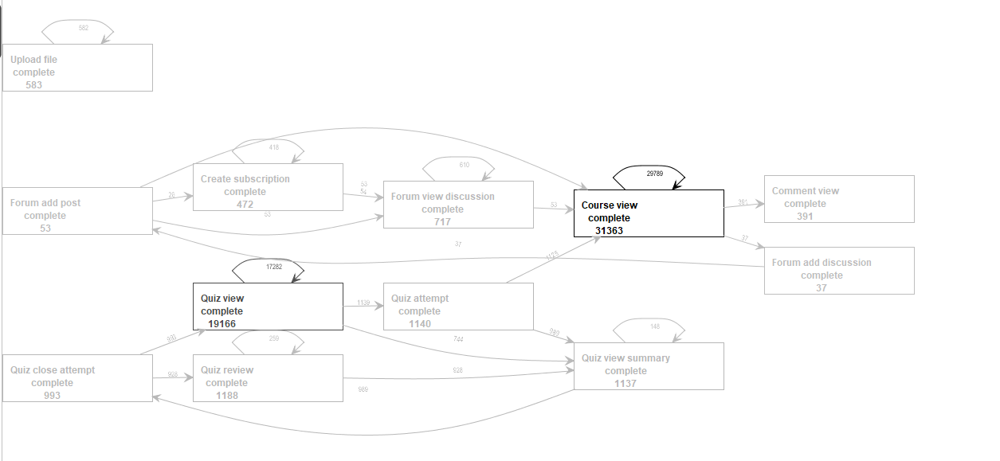 582
Upload file
complete
583
418
Create subscription
complete
472
610
Forum view discussion
complete
717
29789
Course view
complete
31363
Comment view
complete
391
391
Forum add post
complete
53
28
53
54
53
53
37
37
Forum add discussion
complete
37
17282
Quiz view
complete
19166
1139
Quiz attempt
complete
1140
1125
989
744
148
Quiz view summary
complete
1137
Quiz close attempt
complete
993
928
259
Quiz review
complete
1188
928
989